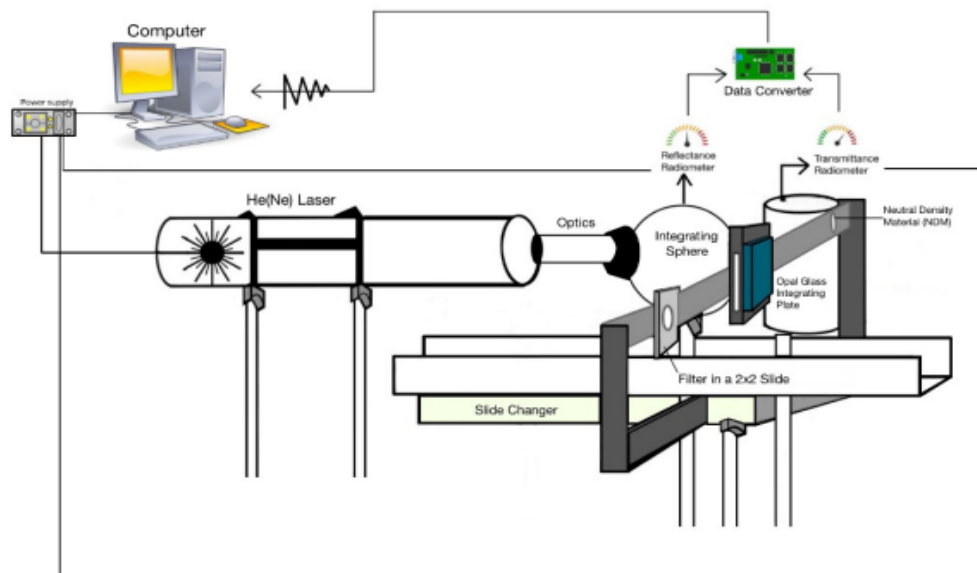 Computer
Power supply
Data Converter
Reflectance
Radiometer
Transmittance
Radiometer
He(Ne) Laser
Optics
Integrating
Sphere
Neutral Density
Material (NDM)
Opal Glass
Integrating
Plate
Filter in a 2x2 Slide
Slide Changer